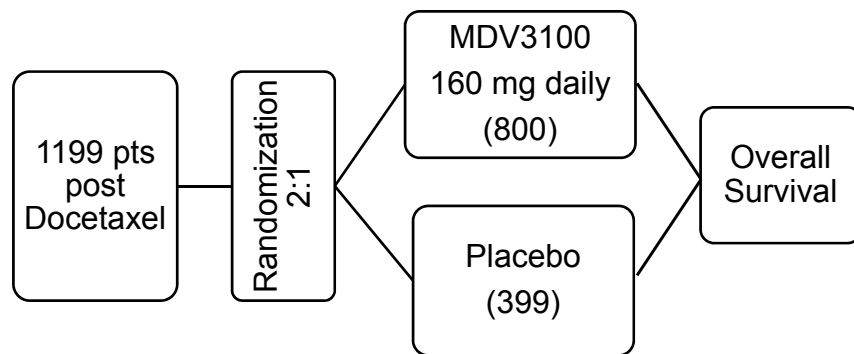 1199 pts
post
Docetaxel
Randomization
2:1
MDV3100
160 mg daily
(800)
Placebo
(399)
Overall
Survival